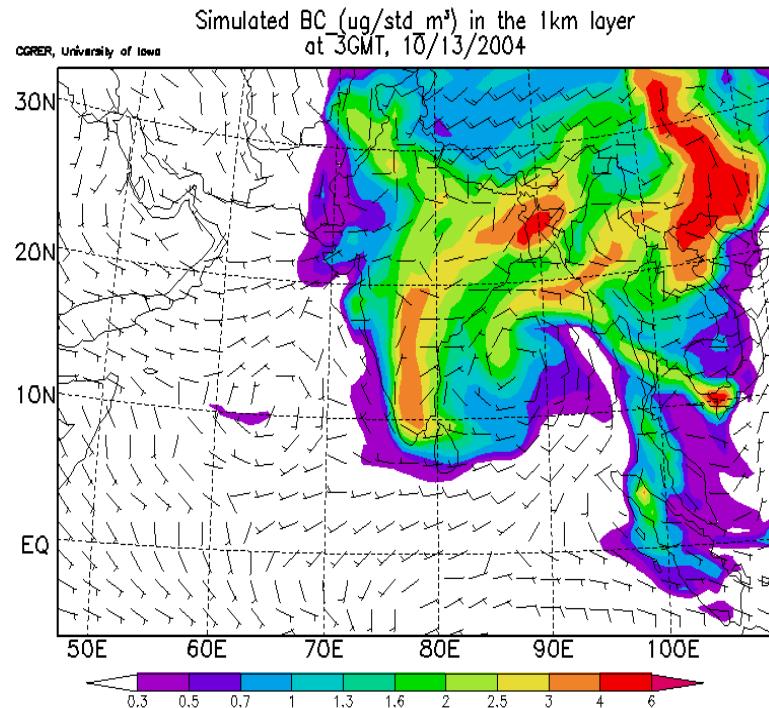 Simulated BC (ug/std m³) in the 1km layer
at 3GMT, 10/13/2004
CGRER, University of Iowa
30N
20N
10N
EQ
50E 60E 70E 80E 90E 100E
0.3 0.5 0.7 1 1.3 1.6 2 2.5 3 4 6